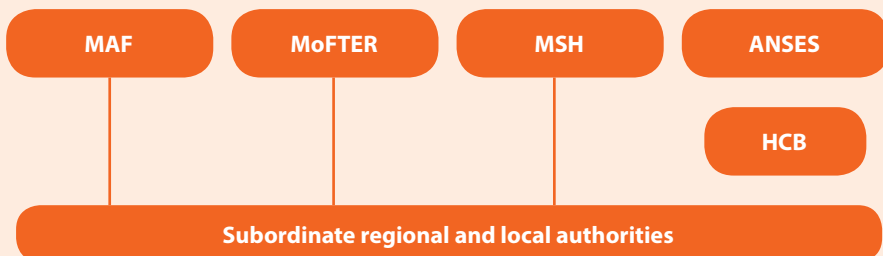 MAF
MoFTER
MSH
ANSES
HCB
Subordinate regional and local authorities